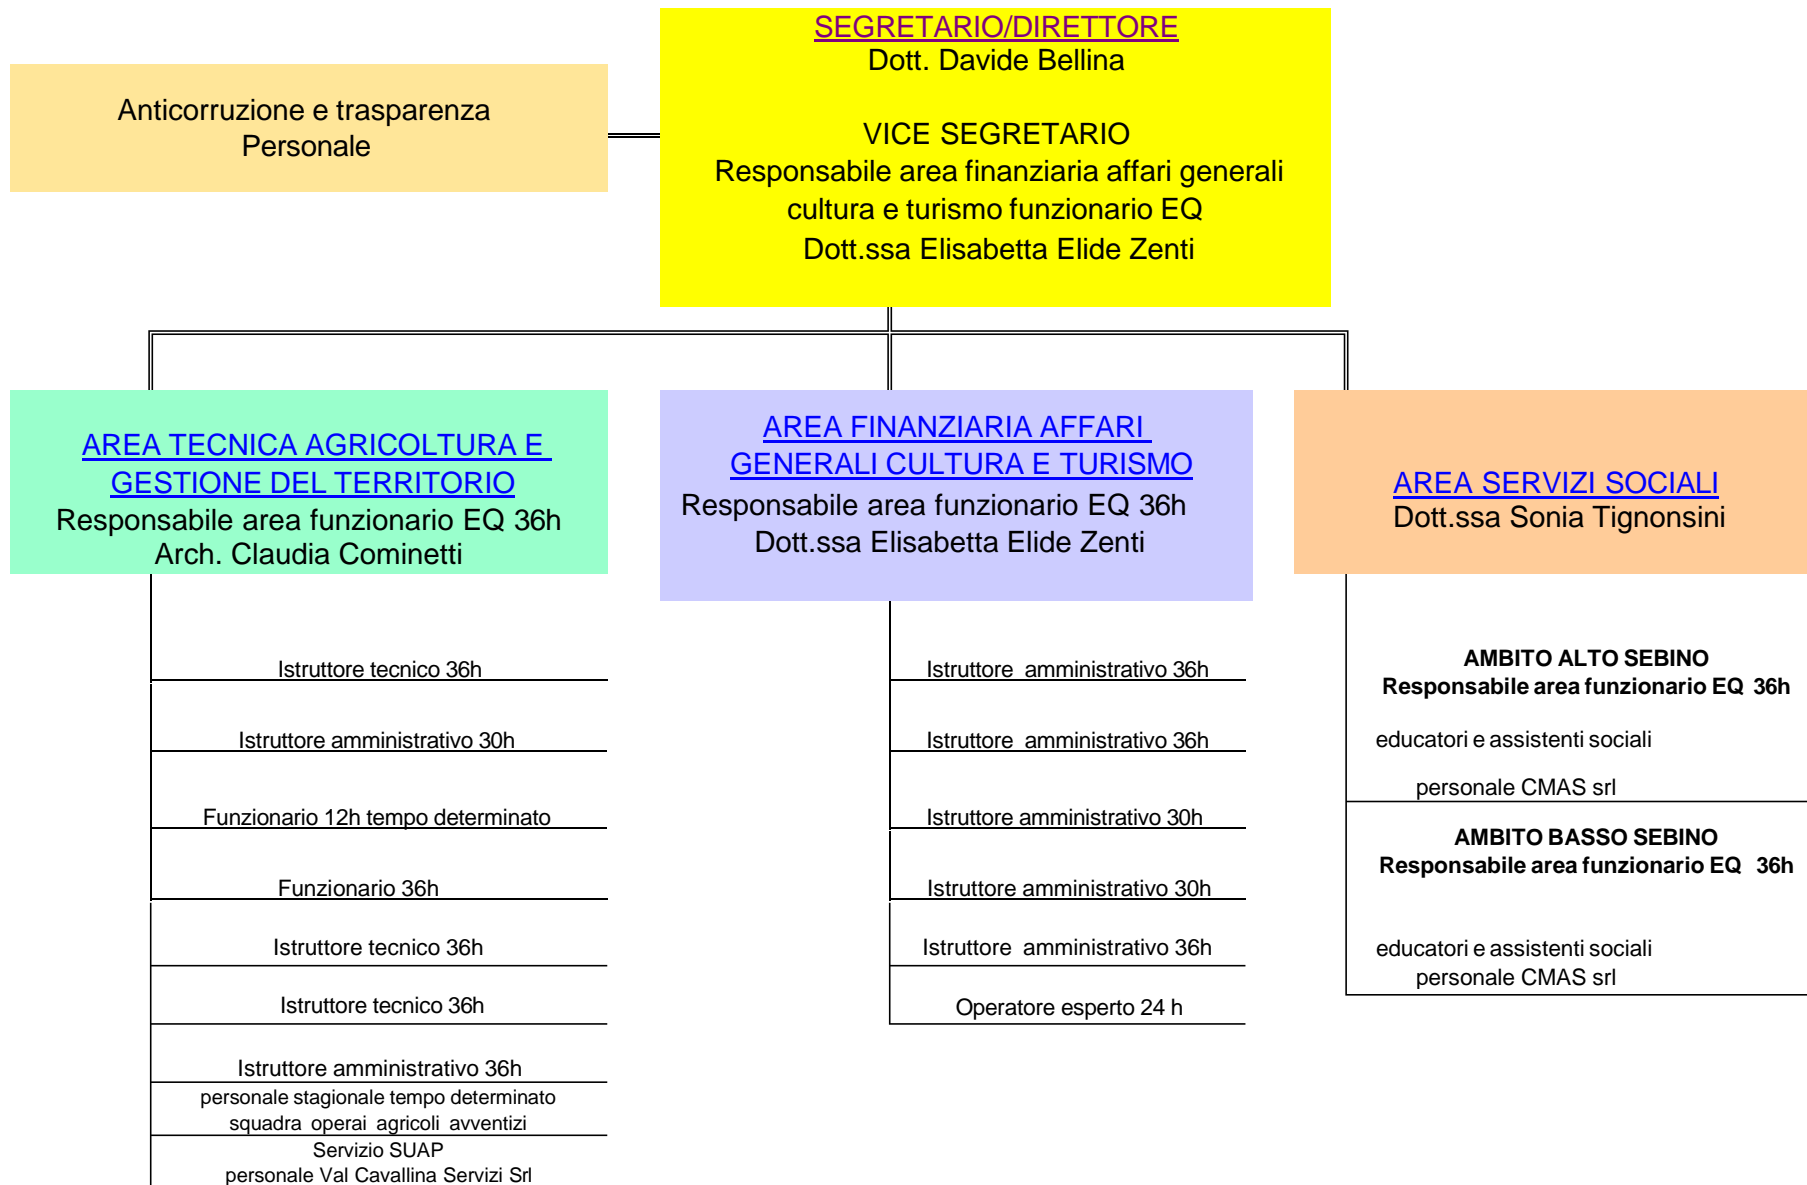 SEGRETARIO/DIRETTORE
Dott. Davide Bellina
VICE SEGRETARIO
Responsabile area finanziaria affari generali
cultura e turismo funzionario EQ
Dott.ssa Elisabetta Elide Zenti
Anticorruzione e trasparenza
Personale
AREA TECNICA AGRICOLTURA E
GESTIONE DEL TERRITORIO
Responsabile area funzionario EQ 36h
Arch. Claudia Cominetti
Istruttore tecnico 36h
Istruttore amministrativo 30h
Funzionario 12h tempo determinato
Funzionario 36h
Istruttore tecnico 36h
Istruttore tecnico 36h
Istruttore amministrativo 36h
personale stagionale tempo determinato
squadra operai agricoli avventizi
Servizio SUAP
personale Val Cavallina Servizi Srl
AREA FINANZIARIA AFFARI
GENERALI CULTURA E TURISMO
Responsabile area funzionario EQ 36h
Dott.ssa Elisabetta Elide Zenti
Istruttore amministrativo 36h
Istruttore amministrativo 36h
Istruttore amministrativo 30h
Istruttore amministrativo 30h
Istruttore amministrativo 36h
Operatore esperto 24 h
AREA SERVIZI SOCIALI
Dott.ssa Sonia Tignonsini
AMBITO ALTO SEBINO
Responsabile area funzionario EQ 36h
educatori e assistenti sociali
personale CMAS srl
AMBITO BASSO SEBINO
Responsabile area funzionario EQ 36h
educatori e assistenti sociali
personale CMAS srl